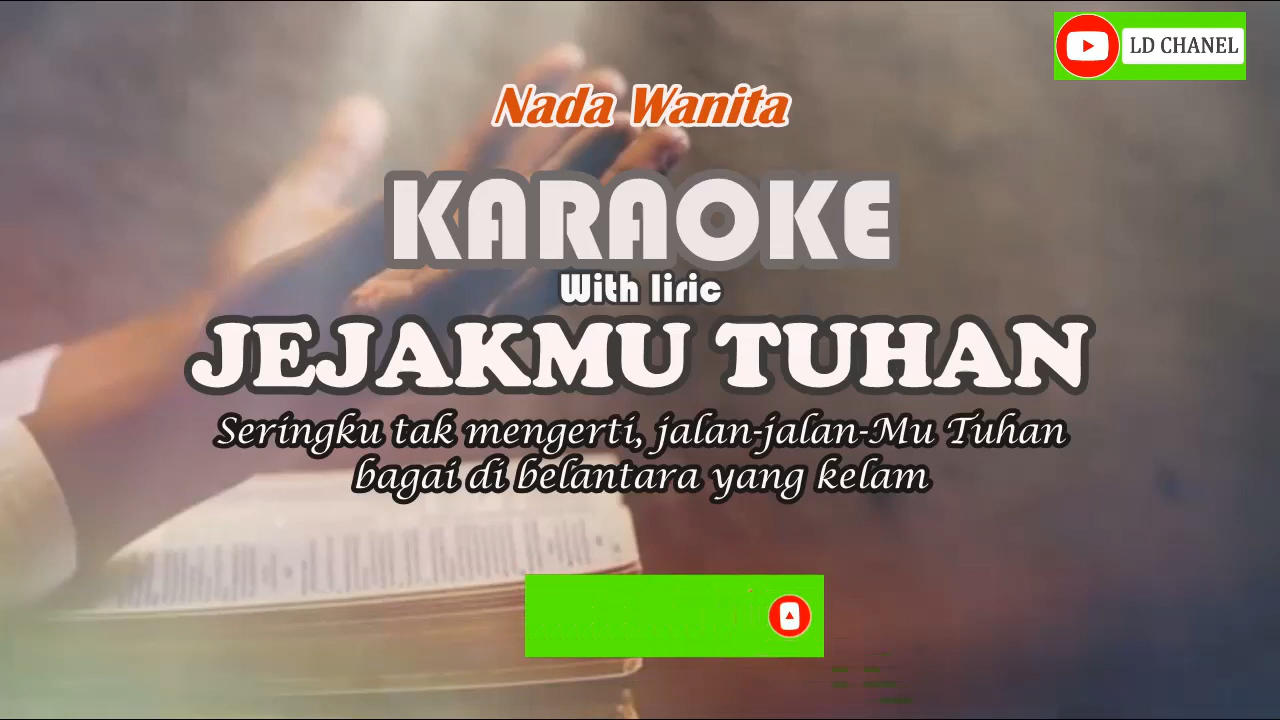 LD CHANEL
Nada Wanita
KARAOKE
With liric
JEJAKMU TUHAN
Seringku tak mengerti, jalan-jalan-Mu Tuhan
bagai di belantara yang kelam